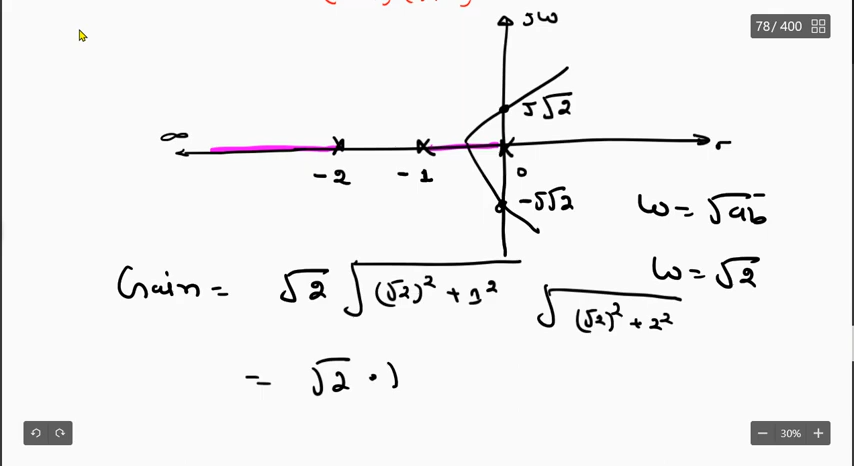 jω
78 / 400
j√2
∞
σ
-2
-1
0
-j√2
ω = √ab
ω = √2
Gain = √2 √(√2)² + 1² √(√2)² + 2²
= √2 ·
30%